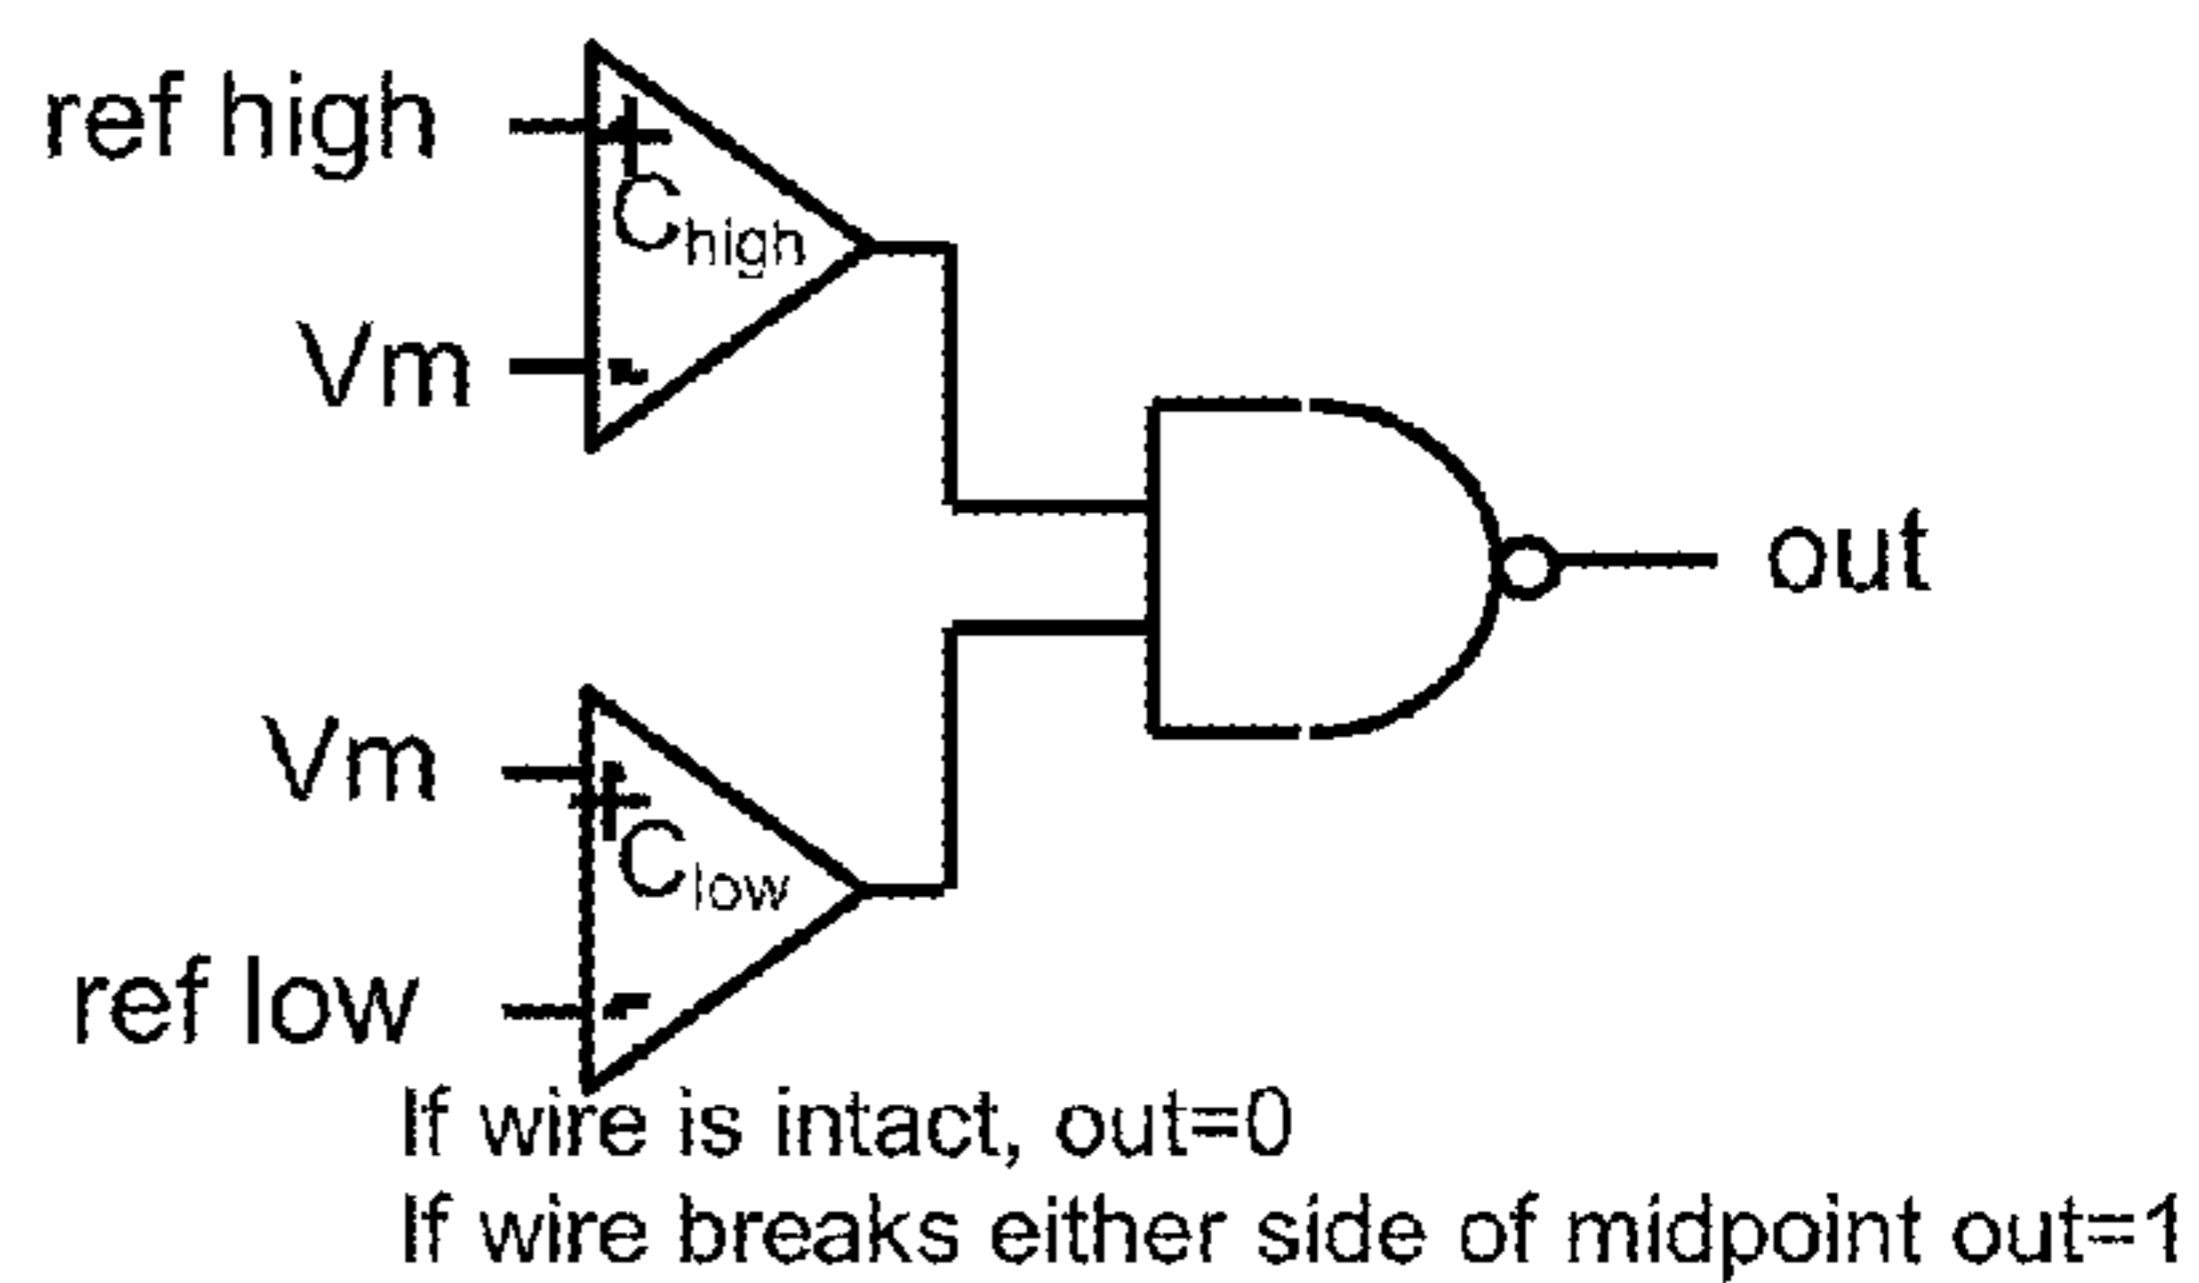 ref high
+
C_high
Vm
-
out
Vm
+
C_low
ref low
-
If wire is intact, out=0
If wire breaks either side of midpoint out=1